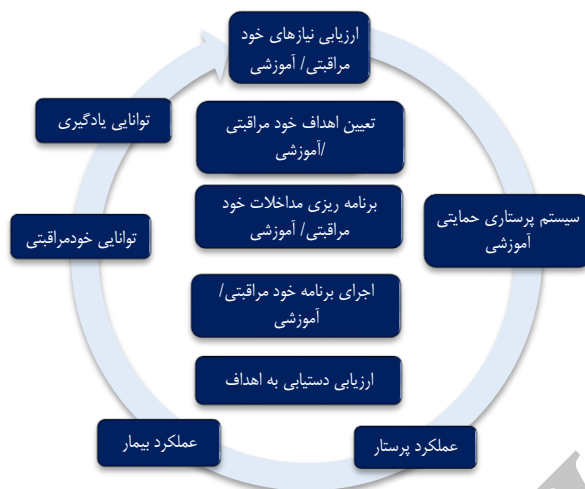 ارزیابی نیازهای خود
مراقبتی/ آموزشی
توانایی یادگیری
تعیین اهداف خود مراقبتی
/آموزشی
برنامه ریزی مداخلات خود
مراقبتی/ آموزشی
سیستم پرستاری حمایتی
آموزشی
توانایی خودمراقبتی
اجرای برنامه خود مراقبتی/
آموزشی
ارزیابی دستیابی به اهداف
عملکرد پرستار
عملکرد بیمار